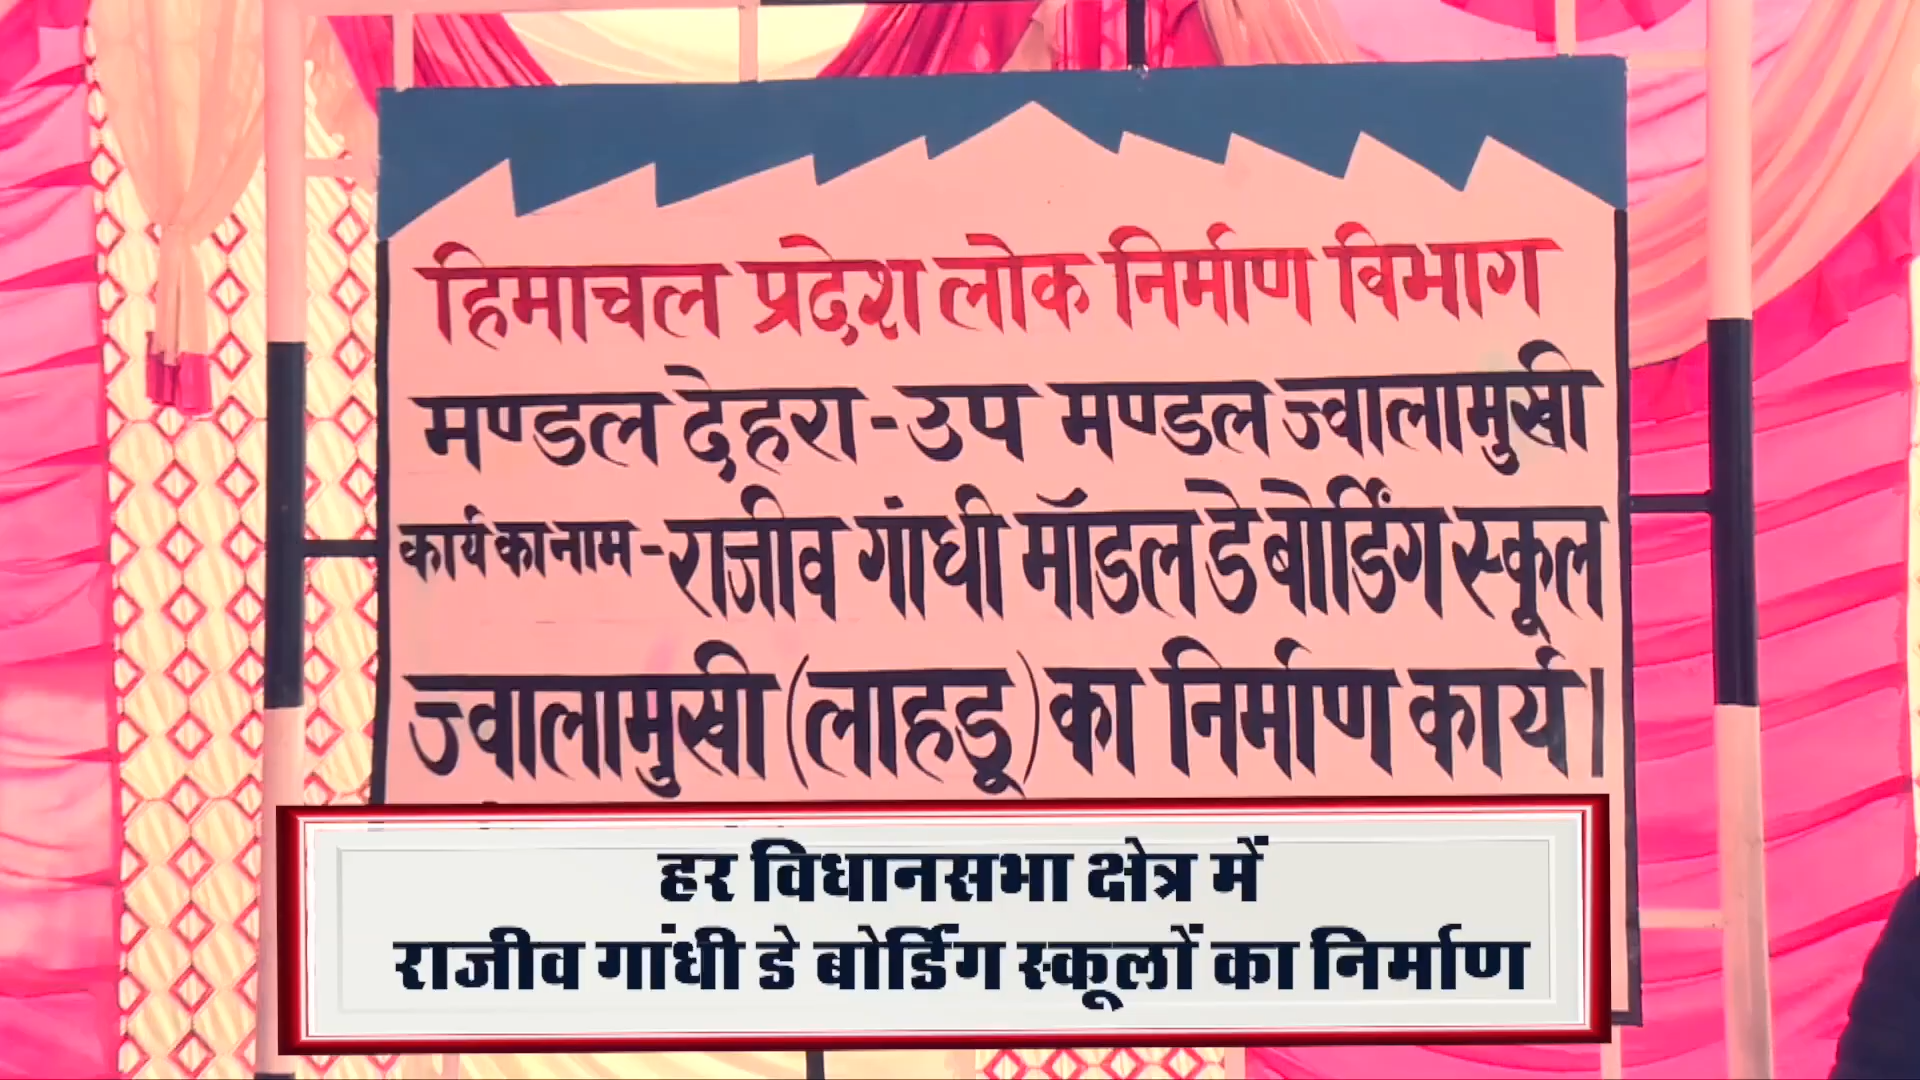 हिमाचल प्रदेश लोक निर्माण विभाग
मण्डल देहरा-उप मण्डल ज्वालामुखी
कार्य का नाम-राजीव गांधी मॉडल डे बोर्डिंग स्कूल
ज्वालामुखी (लाहडू) का निर्माण कार्य।
हर विधानसभा क्षेत्र में
राजीव गांधी डे बोर्डिंग स्कूलों का निर्माण